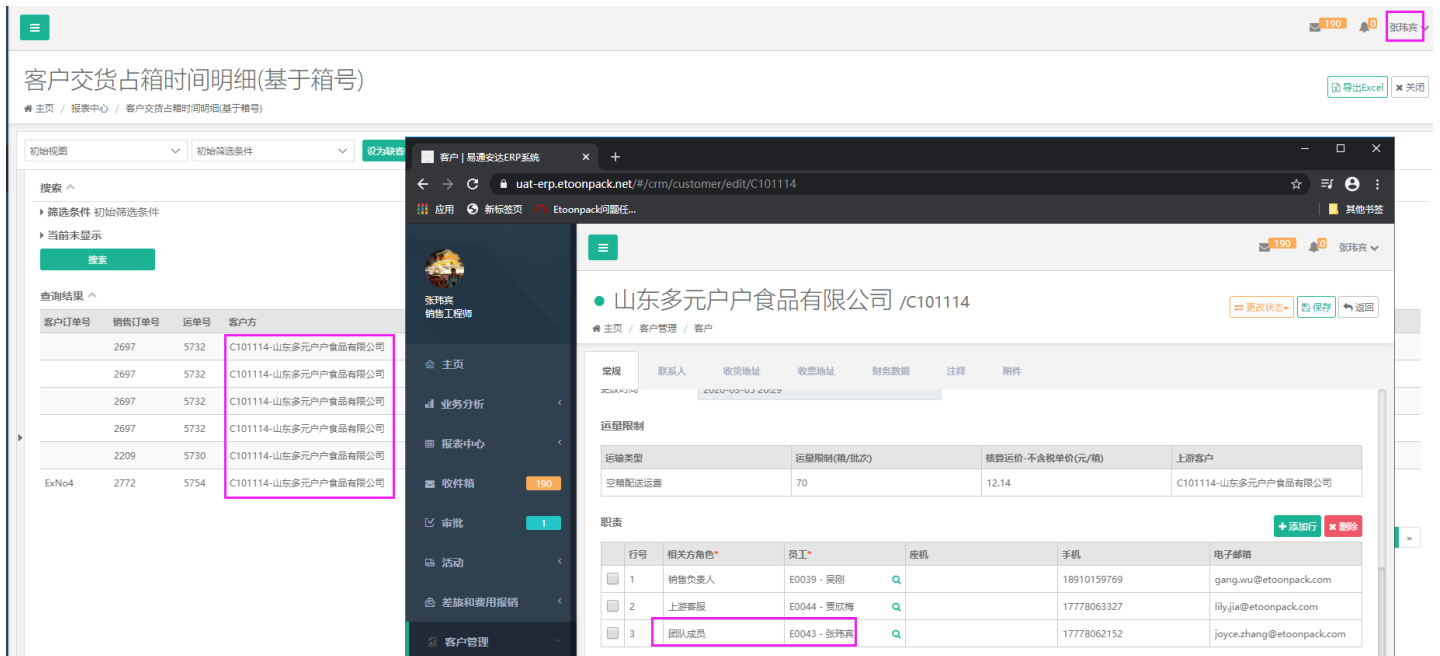 190 0 张玮宾
客户交货占箱时间明细(基于箱号)
导出Excel 关闭
主页 / 报表中心 / 客户交货占箱时间明细(基于箱号)
初始视图 初始筛选条件 设为缺省
搜索
筛选条件 初始筛选条件
当前未显示
搜索
查询结果
客户订单号 销售订单号 运单号 客户方
2697 5732 C101114-山东多元户户食品有限公司
2697 5732 C101114-山东多元户户食品有限公司
2697 5732 C101114-山东多元户户食品有限公司
2697 5732 C101114-山东多元户户食品有限公司
2209 5730 C101114-山东多元户户食品有限公司
ExNo4 2772 5754 C101114-山东多元户户食品有限公司
»
客户 | 易通安达ERP系统
uat-erp.etoonpack.net/#/crm/customer/edit/C101114
应用 新标签页 Etoonpack问题任... 其他书签
张玮宾
销售工程师
主页
业务分析
报表中心
收件箱 190
审批 1
活动
差旅和费用报销
客户管理
190 0 张玮宾
山东多元户户食品有限公司 /C101114
更改状态 保存 返回
主页 / 客户管理 / 客户
常规 联系人 收货地址 收票地址 财务数据 注释 附件
更改时间 2020-03-03 20:29
运量限制
运输类型 运量限制(箱/批次) 核算运价-不含税单价(元/箱) 上游客户
空箱配送运费 70 12.14 C101114-山东多元户户食品有限公司
职责
添加行 删除
行号 相关方角色* 员工* 座机 手机 电子邮箱
1 销售负责人 E0039 - 吴刚 18910159769 gang.wu@etoonpack.com
2 上游客服 E0044 - 贾欣梅 17778063327 lily.jia@etoonpack.com
3 团队成员 E0043 - 张玮宾 17778062152 joyce.zhang@etoonpack.com